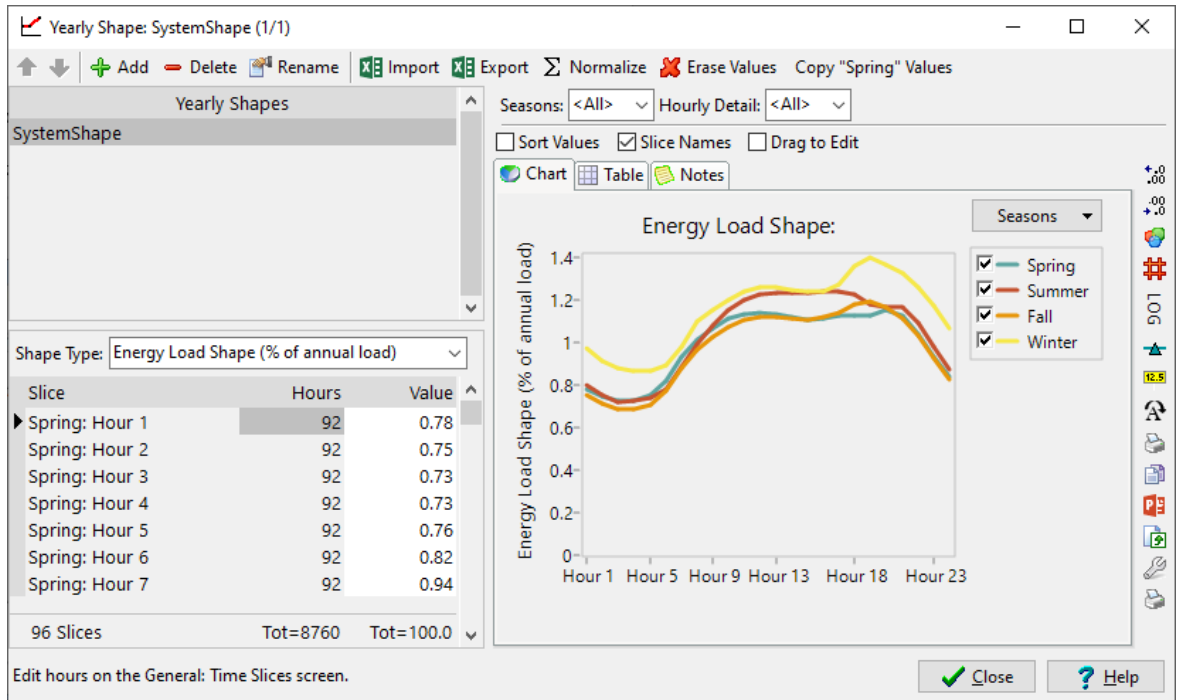 Yearly Shape: SystemShape (1/1)
Add Delete Rename Import Export Normalize Erase Values Copy "Spring" Values
Yearly Shapes
SystemShape
Seasons: <All> Hourly Detail: <All>
Sort Values Slice Names Drag to Edit
Chart Table Notes
Seasons
Energy Load Shape:
Energy Load Shape (% of annual load)
1.4
1.2
1
0.8
0.6
0.4
0.2
0
Hour 1 Hour 5 Hour 9 Hour 13 Hour 18 Hour 23
Spring
Summer
Fall
Winter
Shape Type: Energy Load Shape (% of annual load)
Slice Hours Value
Spring: Hour 1 92 0.78
Spring: Hour 2 92 0.75
Spring: Hour 3 92 0.73
Spring: Hour 4 92 0.73
Spring: Hour 5 92 0.76
Spring: Hour 6 92 0.82
Spring: Hour 7 92 0.94
96 Slices Tot=8760 Tot=100.0
.0
.00
.00
.0
LOG
12.5
A
Edit hours on the General: Time Slices screen.
Close Help